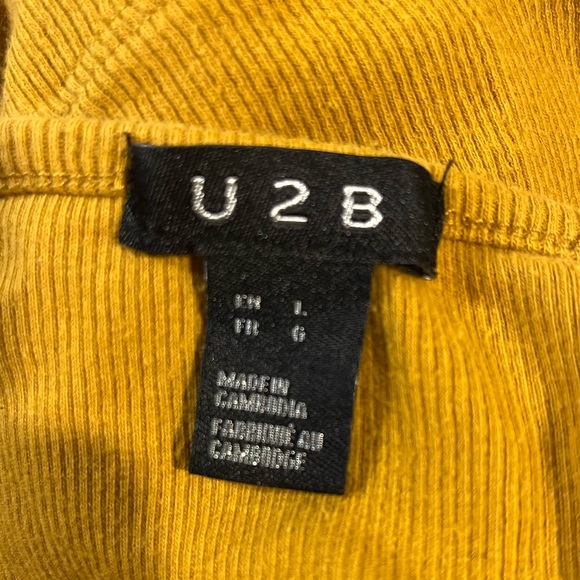 U2B
EN L
FR G
MADE IN
CAMBODIA
FABRIQUÉ AU
CAMBODGE